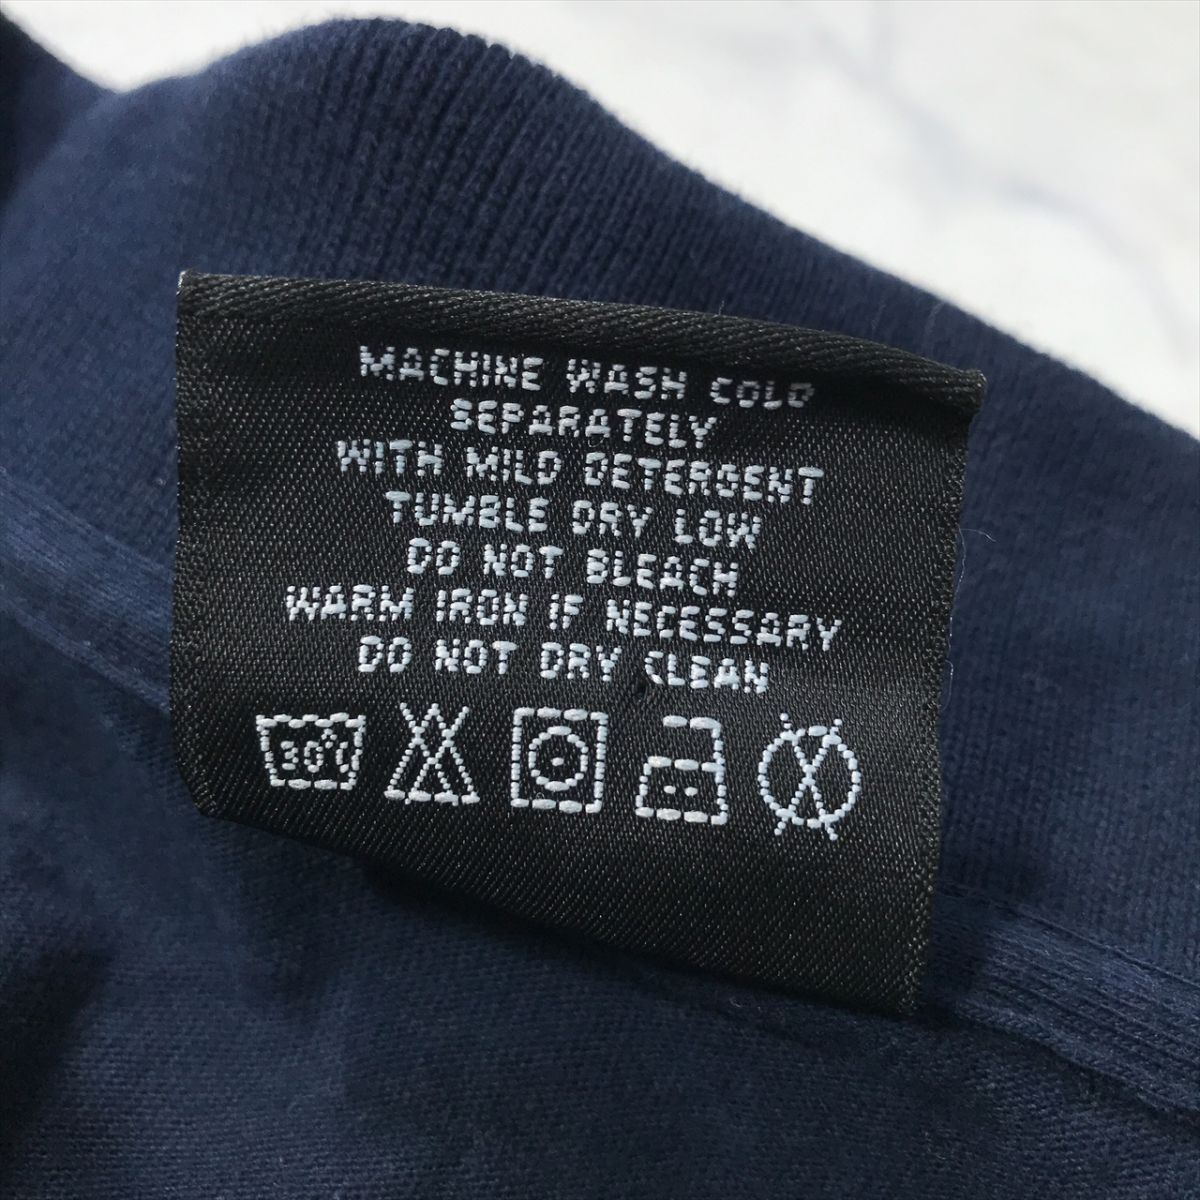 MACHINE WASH COLD
SEPARATELY
WITH MILD DETERGENT
TUMBLE DRY LOW
DO NOT BLEACH
WARM IRON IF NECESSARY
DO NOT DRY CLEAN
30°C